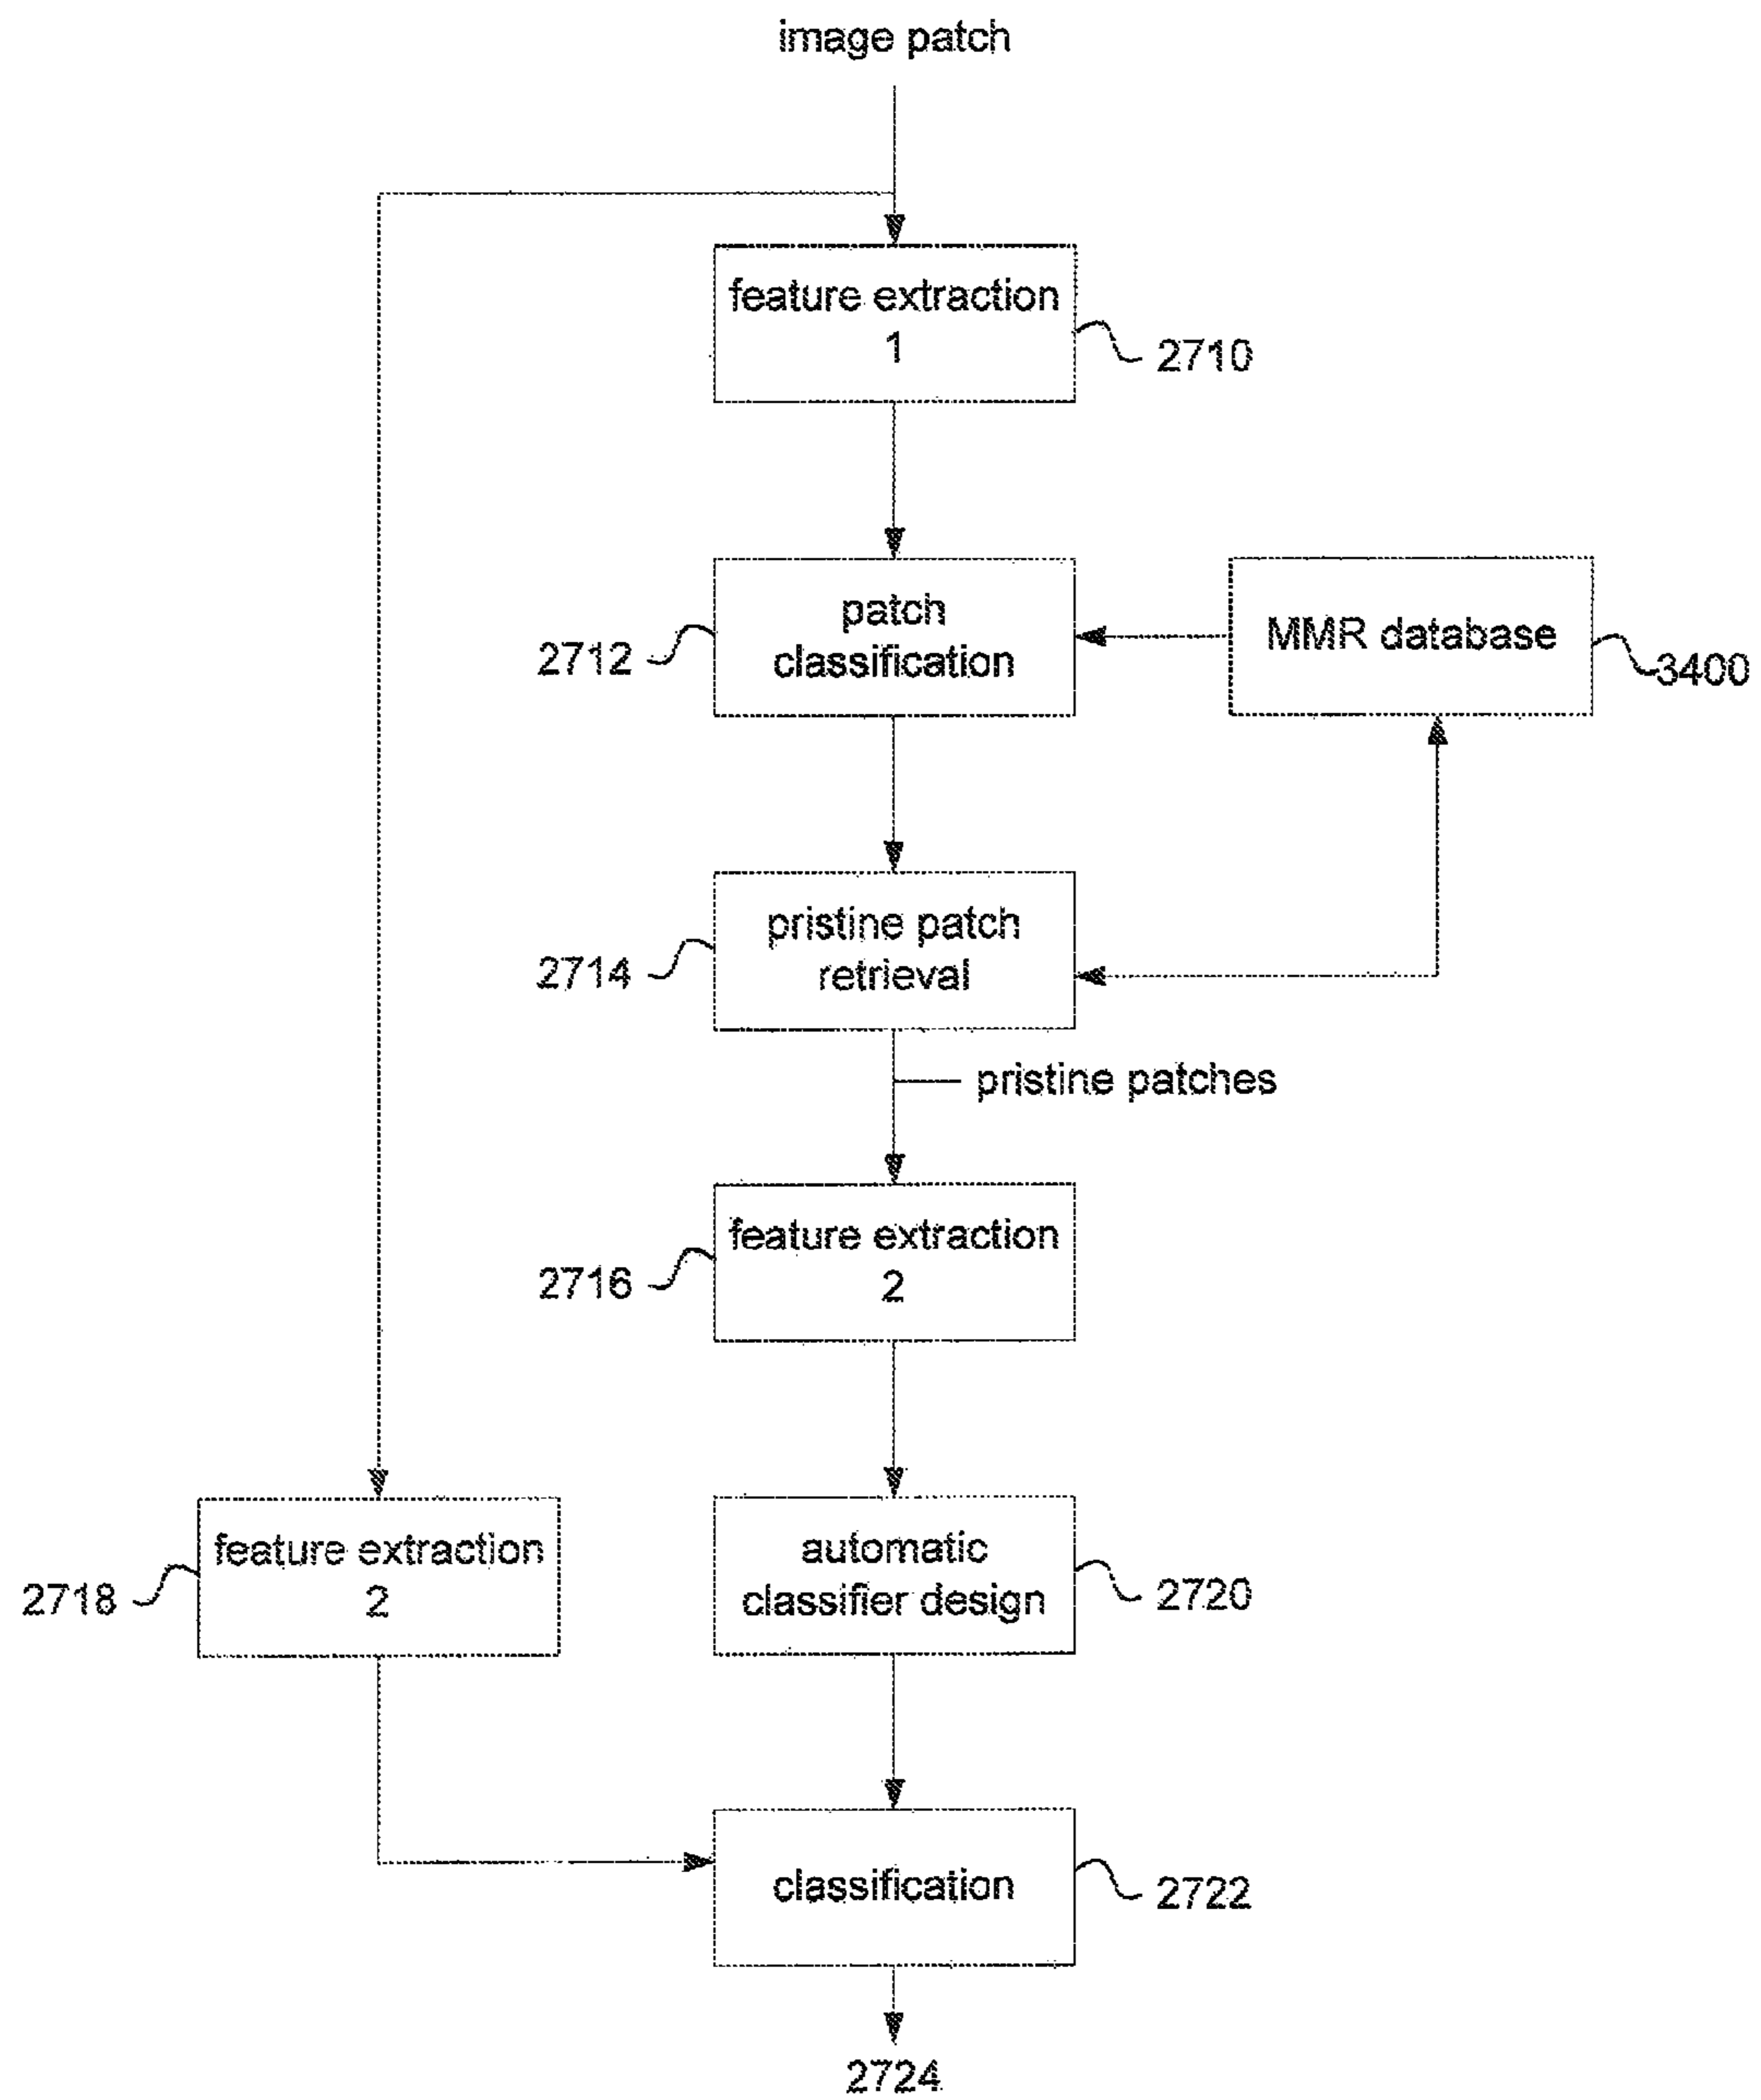 image patch
feature extraction
1
2710
patch
classification
2712
MMR database
3400
pristine patch
retrieval
2714
pristine patches
feature extraction
2
2716
feature extraction
2
2718
automatic
classifier design
2720
classification
2722
2724